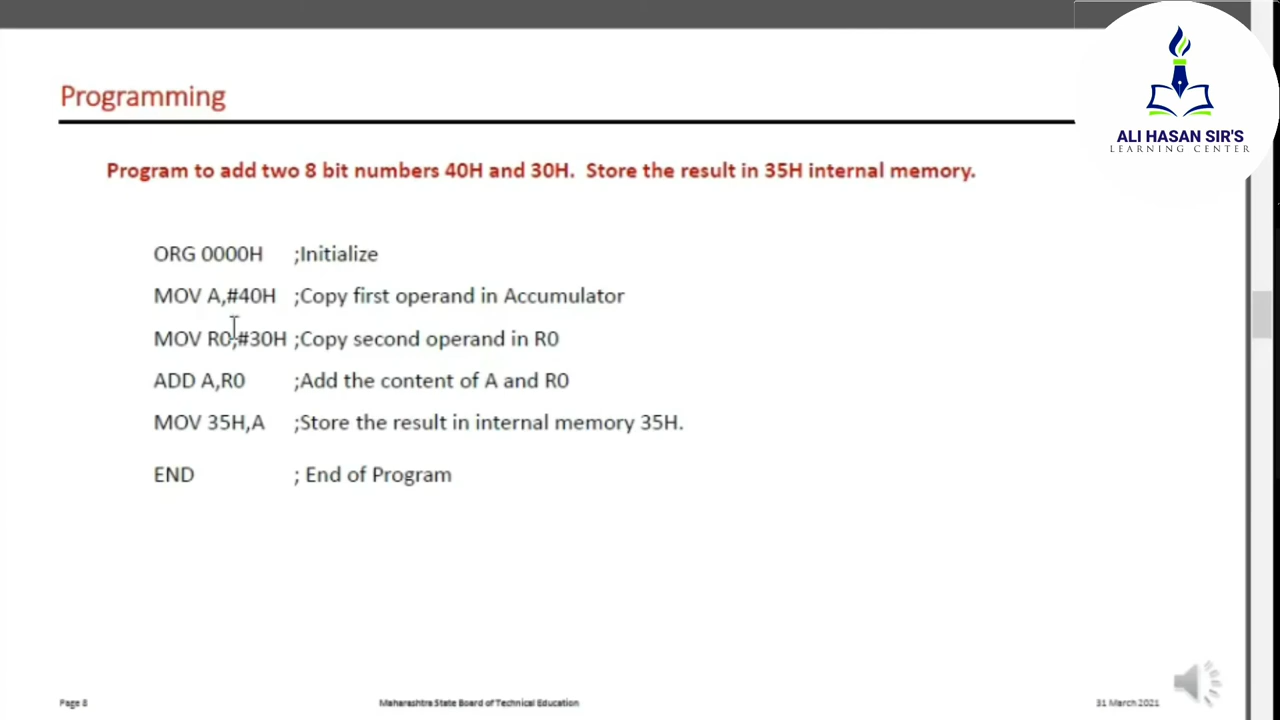 ALI HASAN SIR'S
LEARNING CENTER
Programming
Program to add two 8 bit numbers 40H and 30H. Store the result in 35H internal memory.
ORG 0000H ;Initialize
MOV A,#40H ;Copy first operand in Accumulator
MOV R0,#30H ;Copy second operand in R0
ADD A,R0 ;Add the content of A and R0
MOV 35H,A ;Store the result in internal memory 35H.
END ; End of Program
Page 8 Maharashtra State Board of Technical Education 31 March 2021